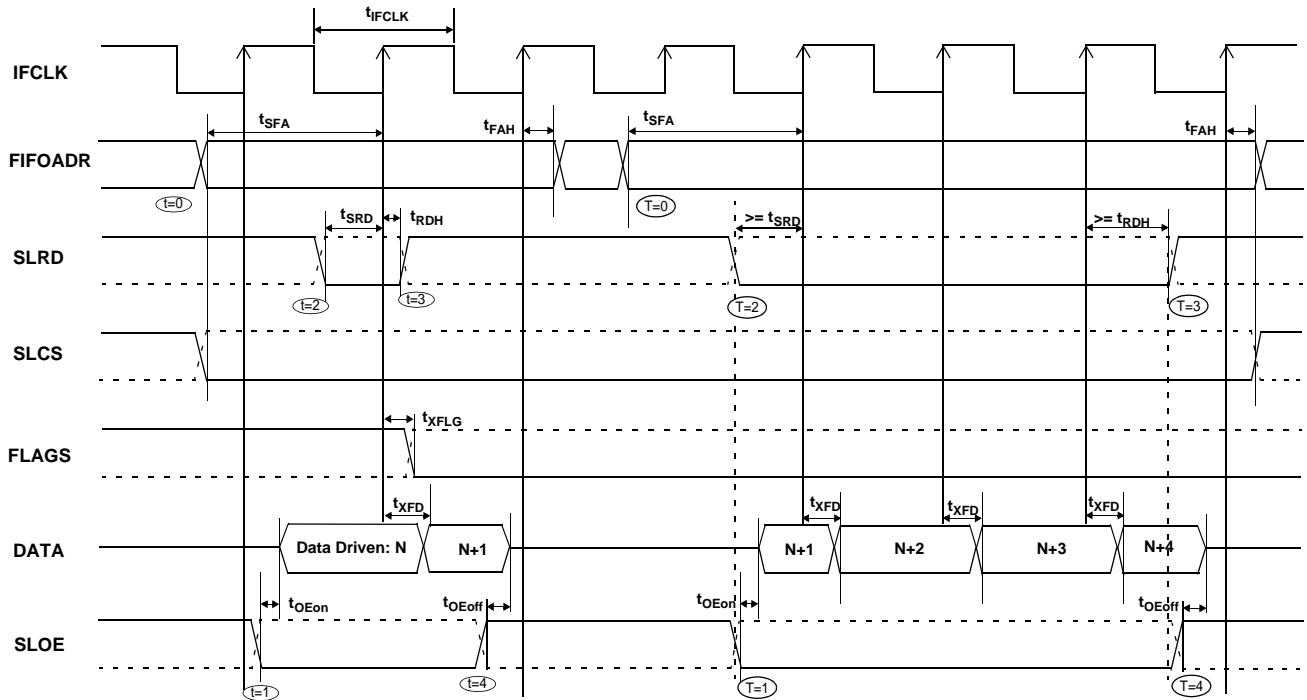 tIFCLK
IFCLK
tSFA
tFAH
tSFA
tFAH
FIFOADR
t=0
T=0
tSRD
tRDH
>= tSRD
>= tRDH
SLRD
t=2
t=3
T=2
T=3
SLCS
tXFLG
FLAGS
tXFD
tXFD
tXFD
tXFD
DATA
Data Driven: N
N+1
N+1
N+2
N+3
N+4
tOEon
tOEoff
tOEon
tOEoff
SLOE
t=1
t=4
T=1
T=4